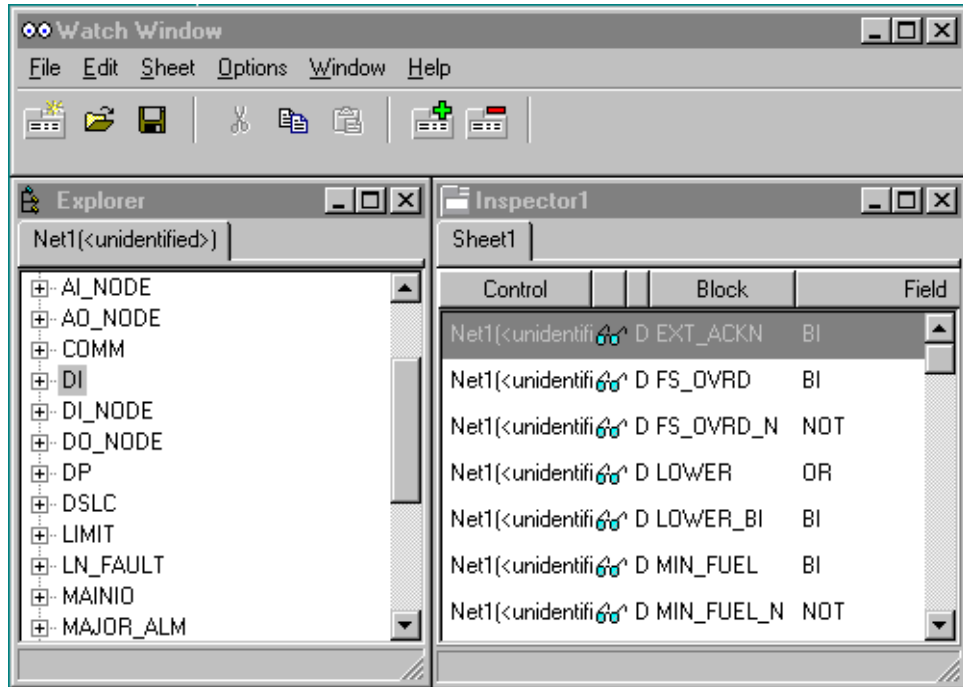 Watch Window
File Edit Sheet Options Window Help
Explorer
Net1(<unidentified>)
AI_NODE
AO_NODE
COMM
DI
DI_NODE
DO_NODE
DP
DSLC
LIMIT
LN_FAULT
MAINIO
MAJOR_ALM
Inspector1
Sheet1
Control Block Field
Net1(<unidentifi D EXT_ACKN BI
Net1(<unidentifi D FS_OVRD BI
Net1(<unidentifi D FS_OVRD_N NOT
Net1(<unidentifi D LOWER OR
Net1(<unidentifi D LOWER_BI BI
Net1(<unidentifi D MIN_FUEL BI
Net1(<unidentifi D MIN_FUEL_N NOT